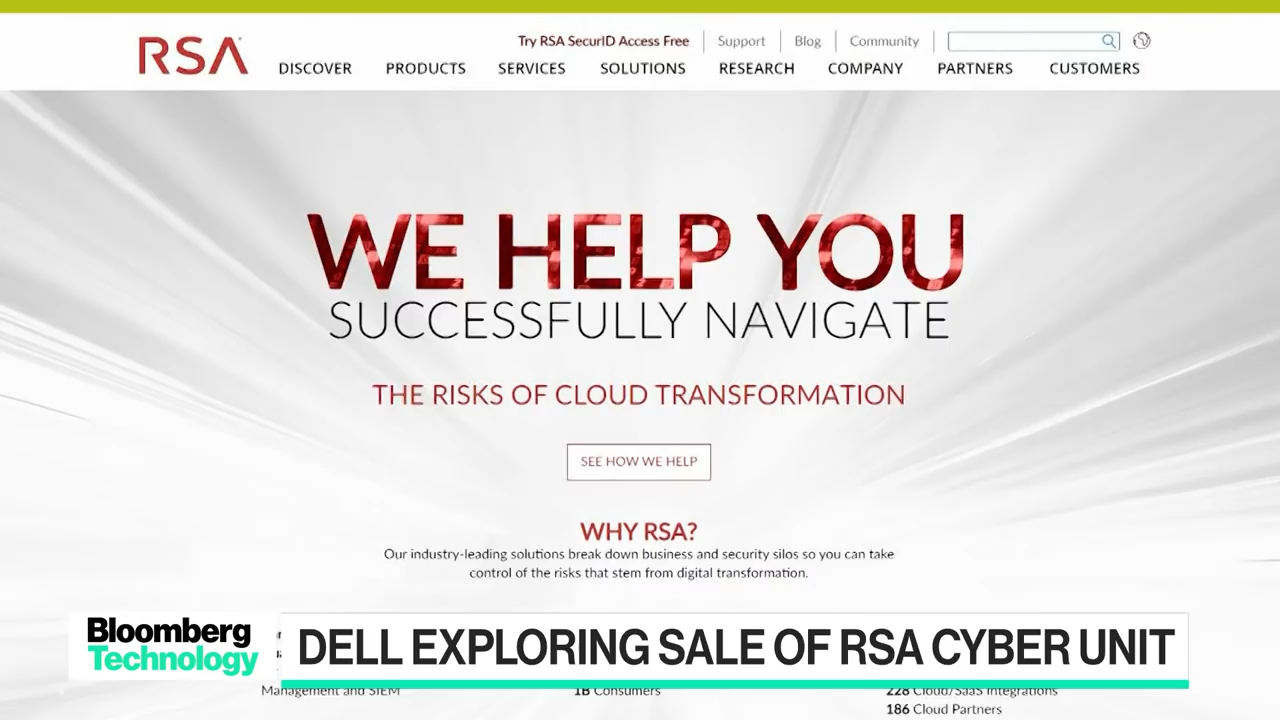 RSA
Try RSA SecurID Access Free
Support
Blog
Community
DISCOVER
PRODUCTS
SERVICES
SOLUTIONS
RESEARCH
COMPANY
PARTNERS
CUSTOMERS
WE HELP YOU
SUCCESSFULLY NAVIGATE
THE RISKS OF CLOUD TRANSFORMATION
SEE HOW WE HELP
WHY RSA?
Our industry-leading solutions break down business and security silos so you can take
control of the risks that stem from digital transformation.
Bloomberg
Technology
DELL EXPLORING SALE OF RSA CYBER UNIT
Management and SIEM
1B Consumers
228 Cloud/SaaS Integrations
186 Cloud Partners